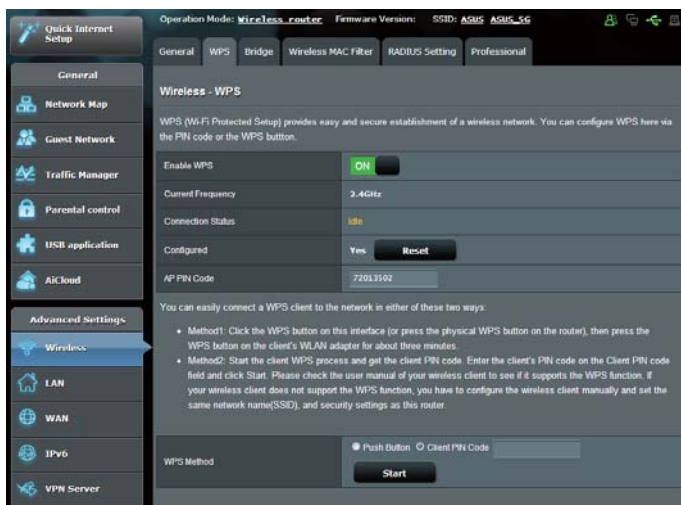 Quick Internet
Setup
Operation Mode: Wireless router Firmware Version: SSID: ASUS ASUS_5G
General WPS Bridge Wireless MAC Filter RADIUS Setting Professional
General
Network Map
Guest Network
Traffic Manager
Parental control
USB application
AiCloud
Advanced Settings
Wireless
LAN
WAN
IPv6
VPN Server
Wireless - WPS
WPS (Wi-Fi Protected Setup) provides easy and secure establishment of a wireless network. You can configure WPS here via
the PIN code or the WPS buttton.
Enable WPS ON
Current Frequency 2.4GHz
Connection Status Idle
Configured Yes Reset
AP PIN Code 72013502
You can easily connect a WPS client to the network in either of these two ways:
• Method1: Click the WPS button on this interface (or press the physical WPS button on the router), then press the
WPS button on the client's WLAN adapter for about three minutes.
• Method2: Start the client WPS process and get the client PIN code. Enter the client's PIN code on the Client PIN code
field and click Start. Please check the user manual of your wireless client to see if it supports the WPS function. If
your wireless client does not support the WPS function, you have to configure the wireless client manually and set the
same network name(SSID), and security settings as this router.
WPS Method Push Button Client PIN Code
Start